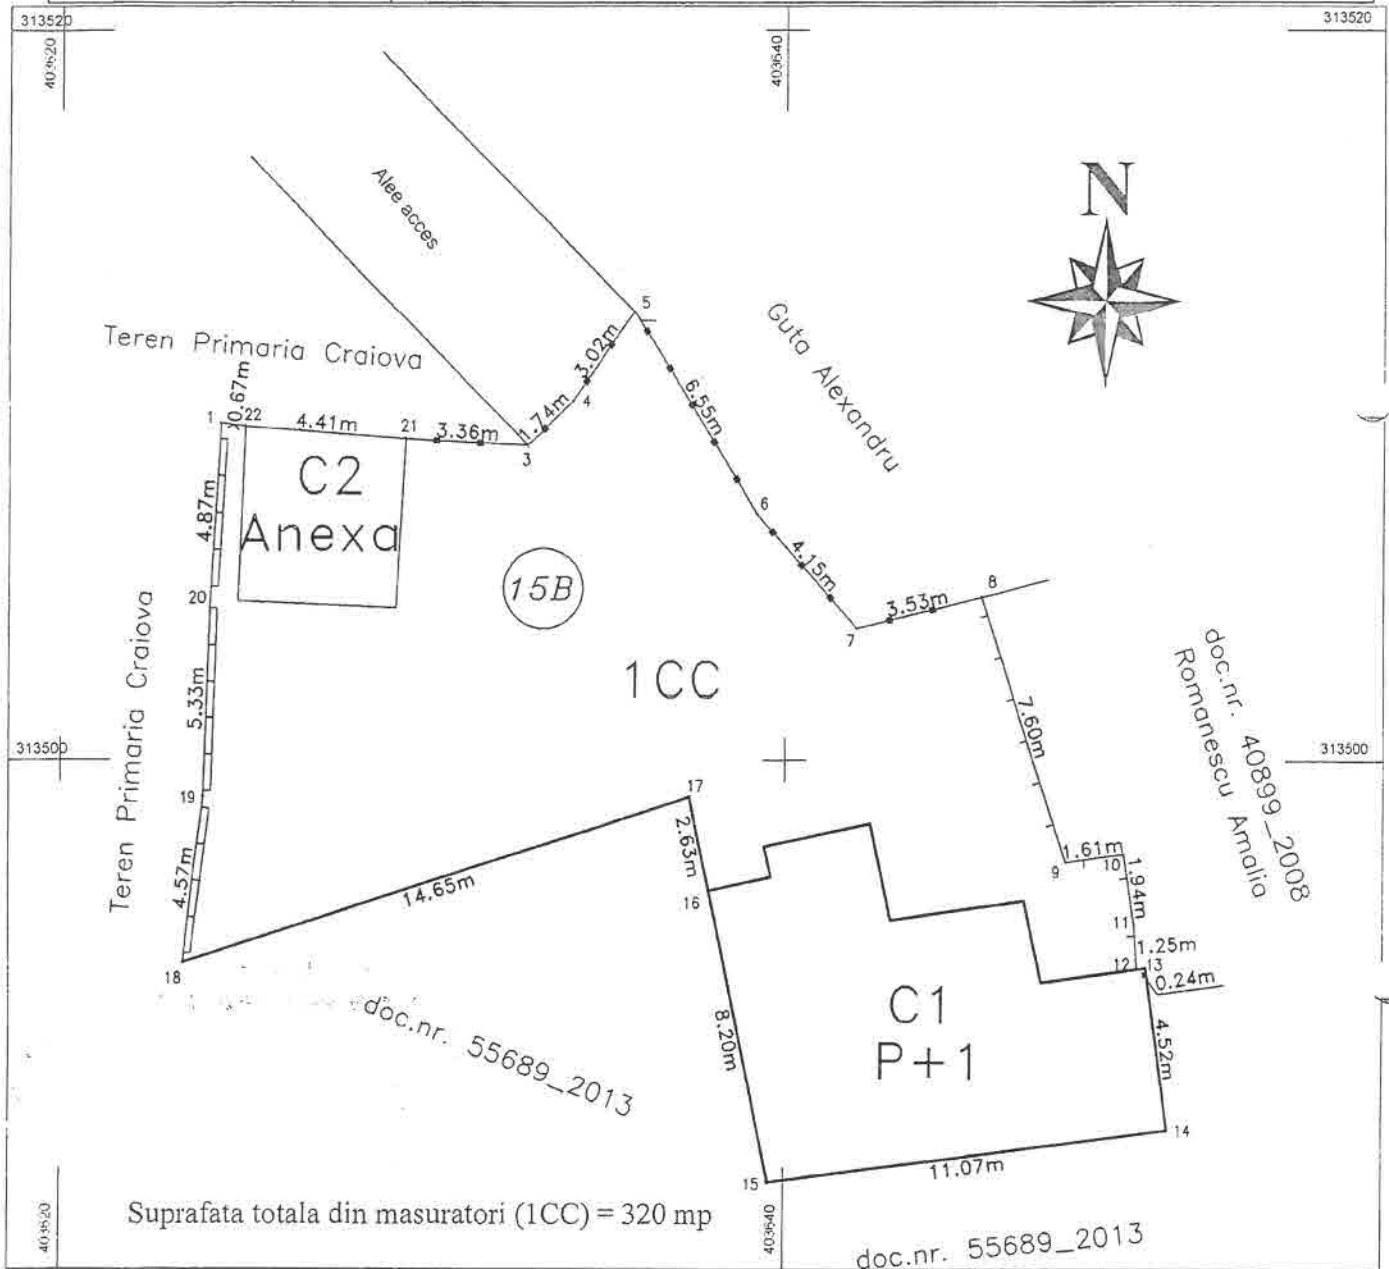 313520
313520
403620
403640
Alee acces
N
5
Guta Alexandru
Teren Primaria Craiova
3.02m
4
1.74m
0.67m
1
22
4.41m
21
3.36m
3
6.55m
C2
Anexa
4.87m
6
4.15m
15B
20
8
3.53m
7
Teren Primaria Craiova
5.33m
1CC
doc.nr. 40899_2008
Romanescu Amalia
7.60m
313500
313500
19
17
2.63m
1.61m
9
10
1.94m
4.57m
14.65m
16
11
1.25m
12
13
0.24m
18
doc.nr. 55689_2013
8.20m
C1
P+1
4.52m
14
11.07m
15
Suprafata totala din masuratori (1CC) = 320 mp
403620
403640
doc.nr. 55689_2013